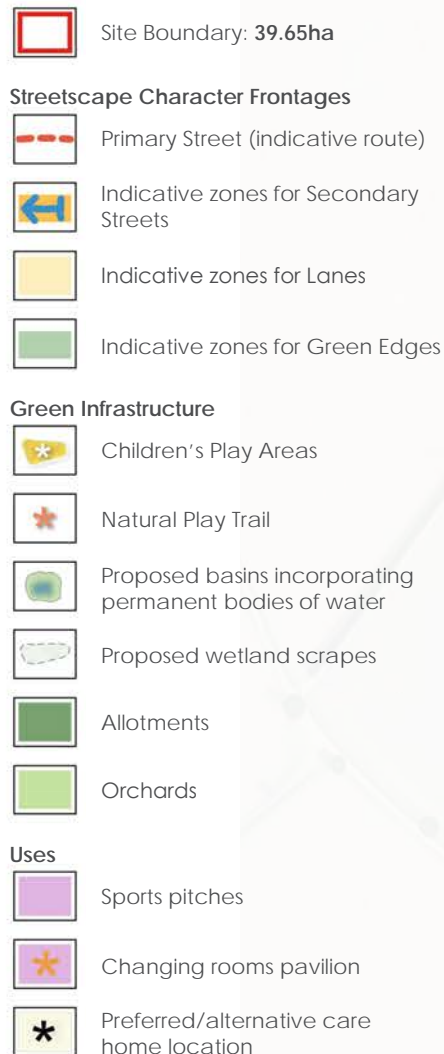 Site Boundary: 39.65ha
Streetscape Character Frontages
Primary Street (indicative route)
Indicative zones for Secondary
Streets
Indicative zones for Lanes
Indicative zones for Green Edges
Green Infrastructure
Children's Play Areas
Natural Play Trail
Proposed basins incorporating
permanent bodies of water
Proposed wetland scrapes
Allotments
Orchards
Uses
Sports pitches
Changing rooms pavilion
Preferred/alternative care
home location